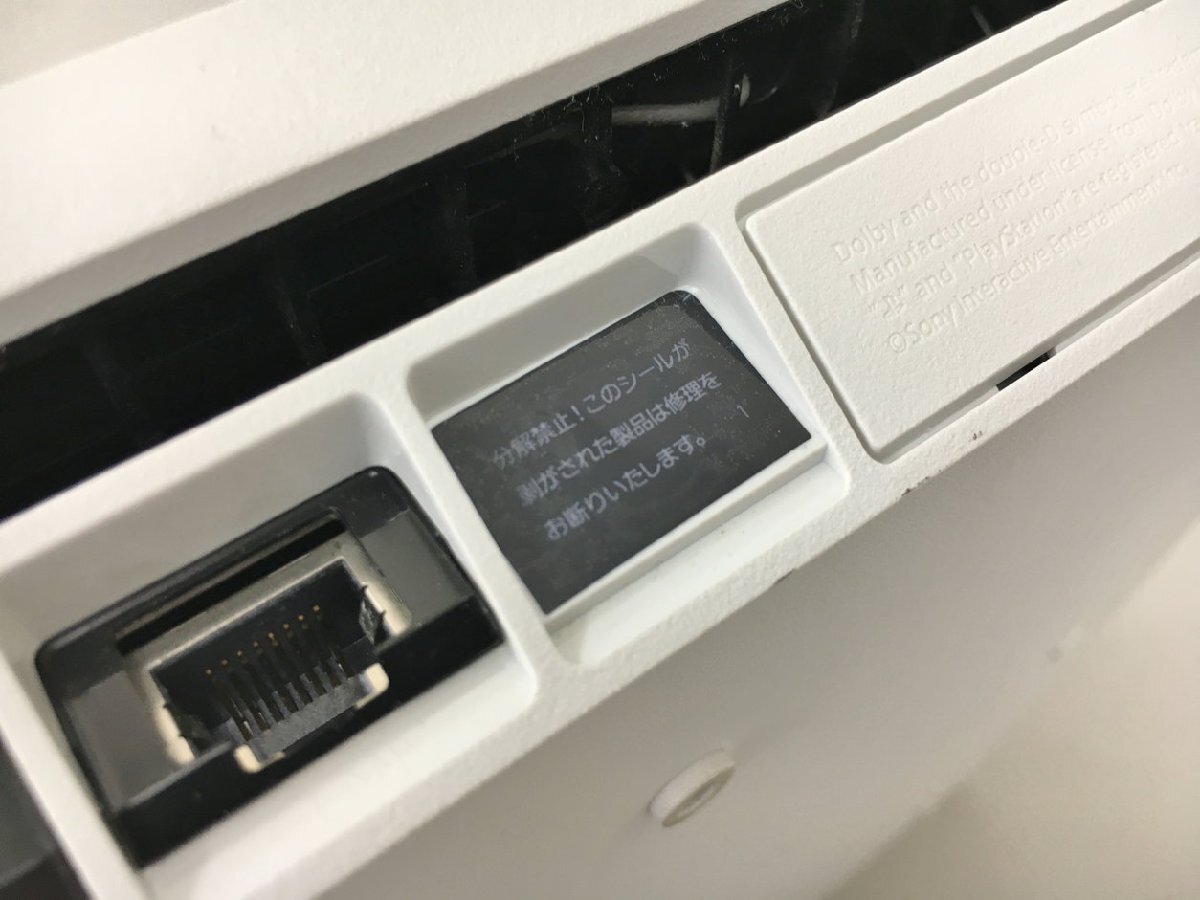 分解禁止!このシールが
剥がされた製品は修理を
お断りいたします。
1
Dolby and the double-D symbol are
Manufactured under license from Dolby
and "PlayStation" are registered
©Sony Interactive Entertainment Inc.